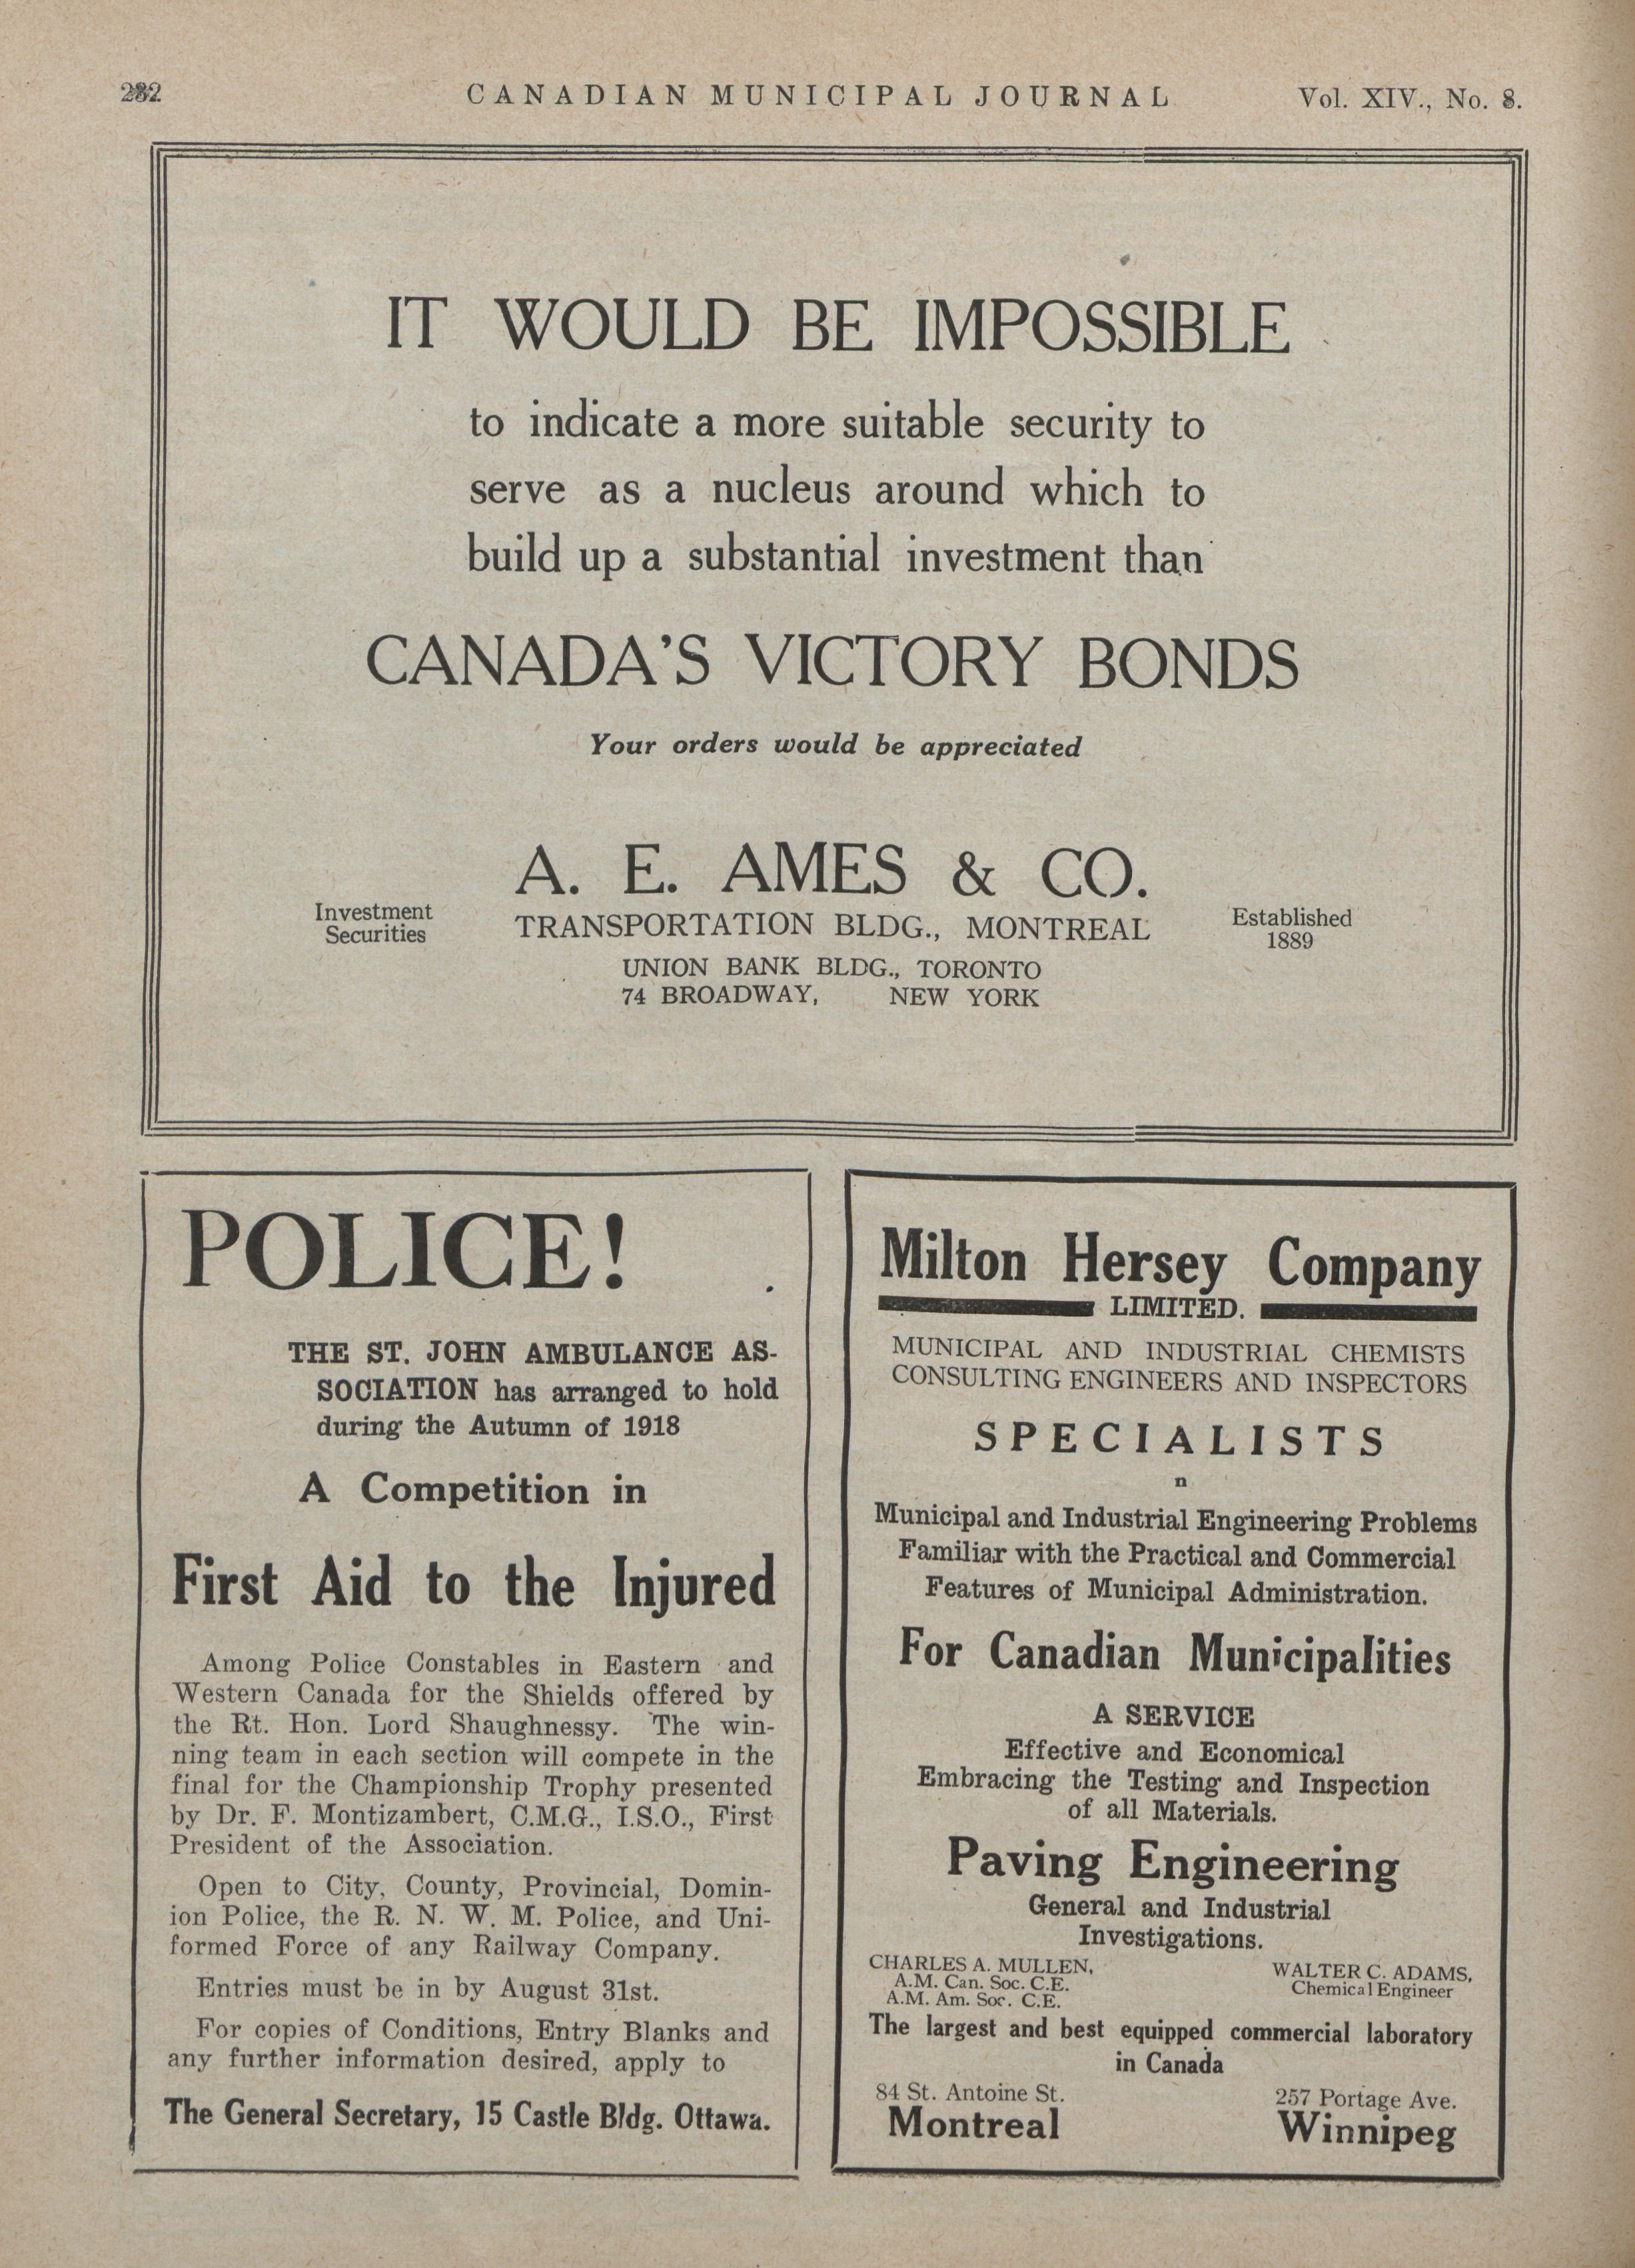 282
CANADIAN MUNICIPAL JOURNAL
Vol. XIV., No. 8.
IT WOULD BE IMPOSSIBLE
to indicate a more suitable security to
serve as a nucleus around which to
build up a substantial investment than
CANADA'S VICTORY BONDS
Your orders would be appreciated
A. E. AMES & CO.
Investment
Securities
TRANSPORTATION BLDG., MONTREAL
Established
1889
UNION BANK BLDG., TORONTO
74 BROADWAY, NEW YORK
POLICE!
THE ST. JOHN AMBULANCE AS-
SOCIATION has arranged to hold
during the Autumn of 1918
A Competition in
First Aid to the Injured
Among Police Constables in Eastern and
Western Canada for the Shields offered by
the Rt. Hon. Lord Shaughnessy. The win-
ning team in each section will compete in the
final for the Championship Trophy presented
by Dr. F. Montizambert, C.M.G., I.S.O., First
President of the Association.
Open to City, County, Provincial, Domin-
ion Police, the R. N. W. M. Police, and Uni-
formed Force of any Railway Company.
Entries must be in by August 31st.
For copies of Conditions, Entry Blanks and
any further information desired, apply to
The General Secretary, 15 Castle Bldg. Ottawa.
Milton Hersey Company
LIMITED.
MUNICIPAL AND INDUSTRIAL CHEMISTS
CONSULTING ENGINEERS AND INSPECTORS
SPECIALISTS
n
Municipal and Industrial Engineering Problems
Familiar with the Practical and Commercial
Features of Municipal Administration.
For Canadian Municipalities
A SERVICE
Effective and Economical
Embracing the Testing and Inspection
of all Materials.
Paving Engineering
General and Industrial
Investigations.
CHARLES A. MULLEN,
A.M. Can. Soc. C.E.
A.M. Am. Soc. C.E.
WALTER C. ADAMS,
Chemical Engineer
The largest and best equipped commercial laboratory
in Canada
84 St. Antoine St.
Montreal
257 Portage Ave.
Winnipeg